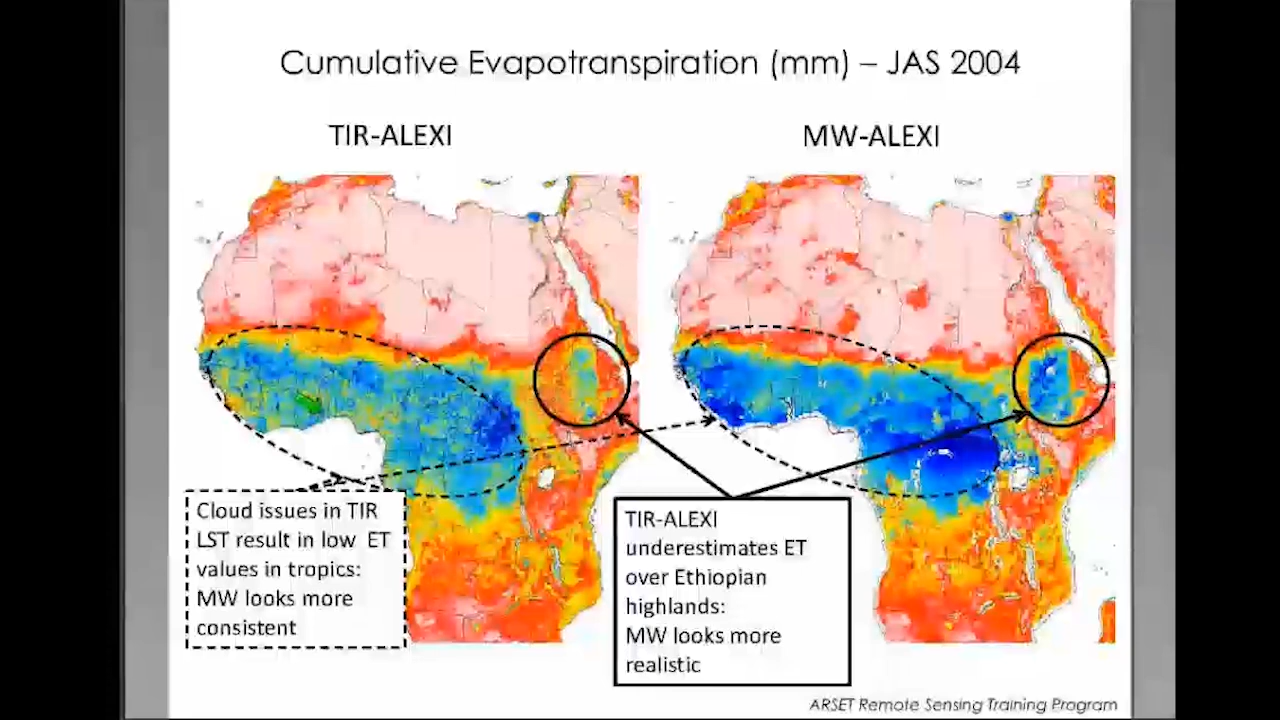 Cumulative Evapotranspiration (mm) – JAS 2004
TIR-ALEXI
MW-ALEXI
Cloud issues in TIR
LST result in low ET
values in tropics:
MW looks more
consistent
TIR-ALEXI
underestimates ET
over Ethiopian
highlands:
MW looks more
realistic
ARSET Remote Sensing Training Program